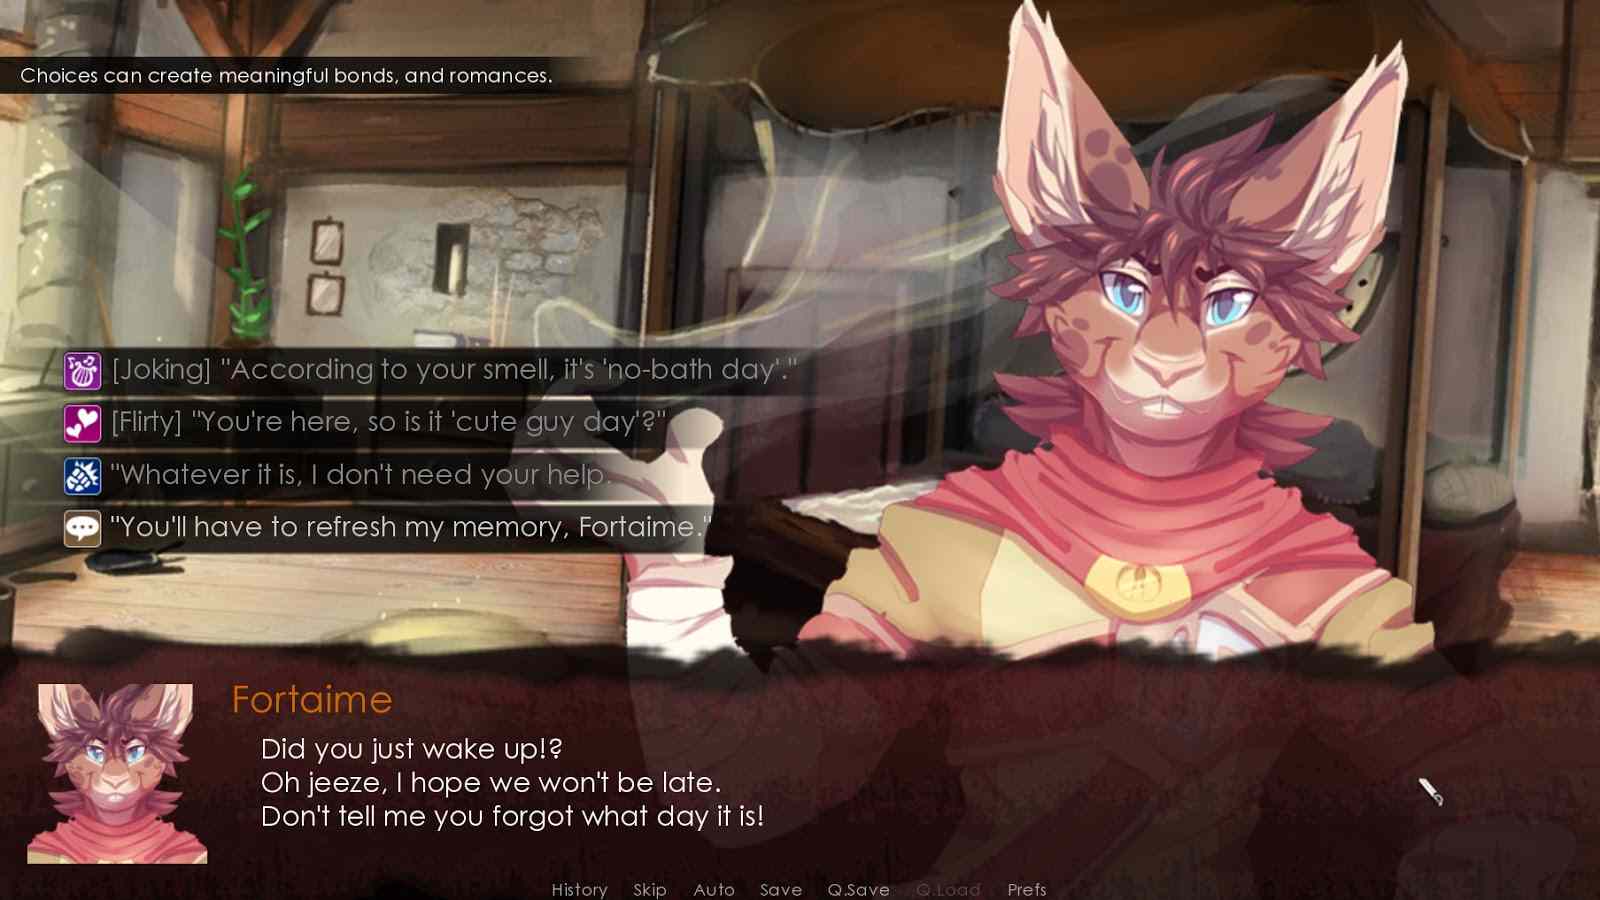 Choices can create meaningful bonds, and romances.
[Joking] "According to your smell, it's 'no-bath day'."
[Flirty] "You're here, so is it 'cute guy day'?"
"Whatever it is, I don't need your help.
"You'll have to refresh my memory, Fortaime."
Fortaime
Did you just wake up!?
Oh jeeze, I hope we won't be late.
Don't tell me you forgot what day it is!
History Skip Auto Save Q.Save Q.Load Prefs